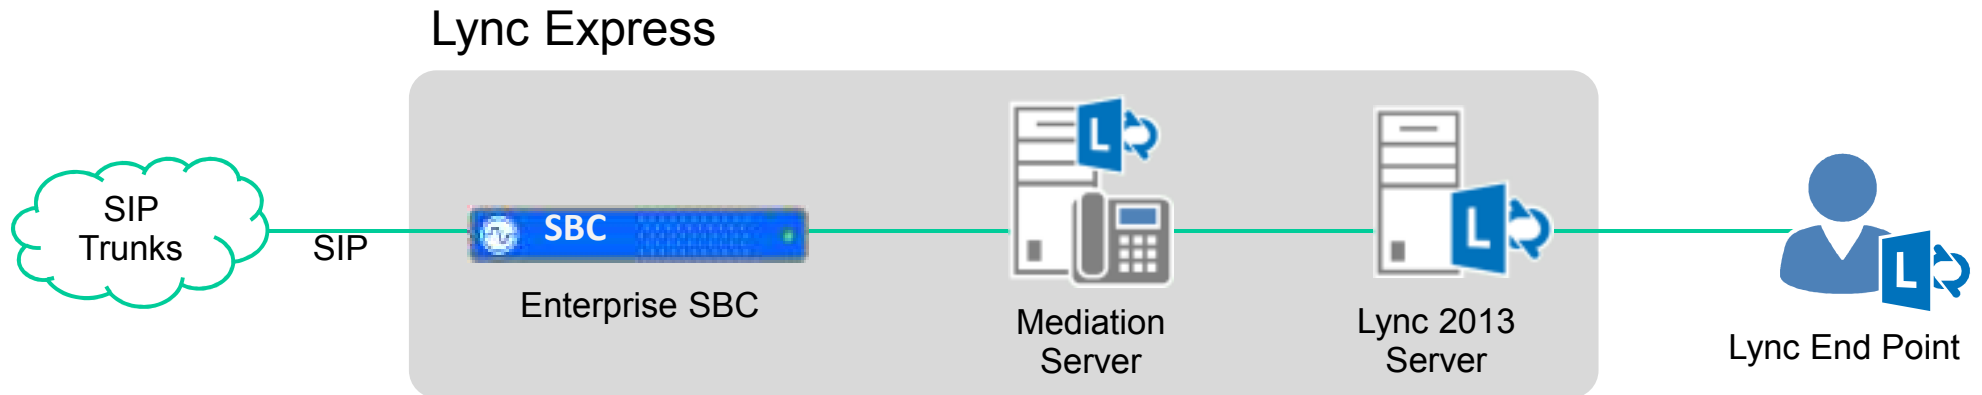 Lync Express
SIP
Trunks
SIP
SBC
Enterprise SBC
L
Mediation
Server
L
Lync 2013
Server
L
Lync End Point